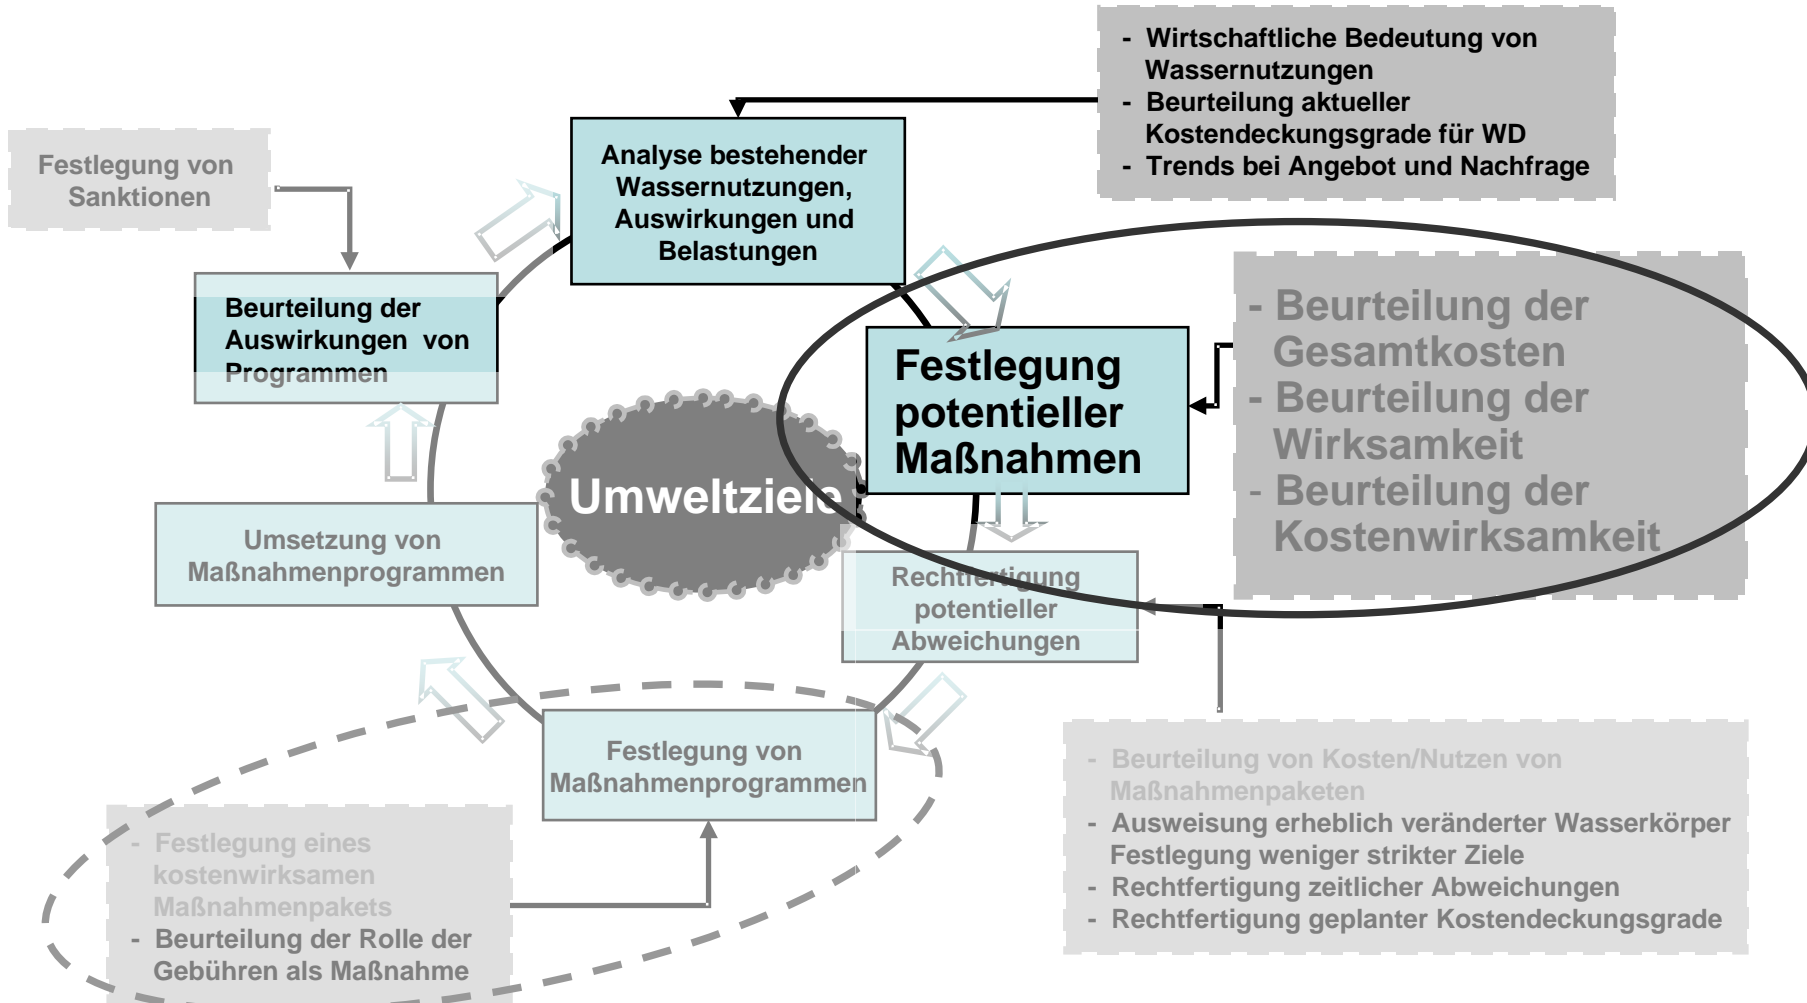 - Wirtschaftliche Bedeutung von
Wassernutzungen
- Beurteilung aktueller
Kostendeckungsgrade für WD
- Trends bei Angebot und Nachfrage
Festlegung von
Sanktionen
Analyse bestehender
Wassernutzungen,
Auswirkungen und
Belastungen
Beurteilung der
Auswirkungen von
Programmen
Festlegung
potentieller
Maßnahmen
- Beurteilung der
Gesamtkosten
- Beurteilung der
Wirksamkeit
- Beurteilung der
Kostenwirksamkeit
Umweltziele
Umsetzung von
Maßnahmenprogrammen
Rechtfertigung
potentieller
Abweichungen
Festlegung von
Maßnahmenprogrammen
- Festlegung eines
kostenwirksamen
Maßnahmenpakets
- Beurteilung der Rolle der
Gebühren als Maßnahme
- Beurteilung von Kosten/Nutzen von
Maßnahmenpaketen
- Ausweisung erheblich veränderter Wasserkörper
Festlegung weniger strikter Ziele
- Rechtfertigung zeitlicher Abweichungen
- Rechtfertigung geplanter Kostendeckungsgrade